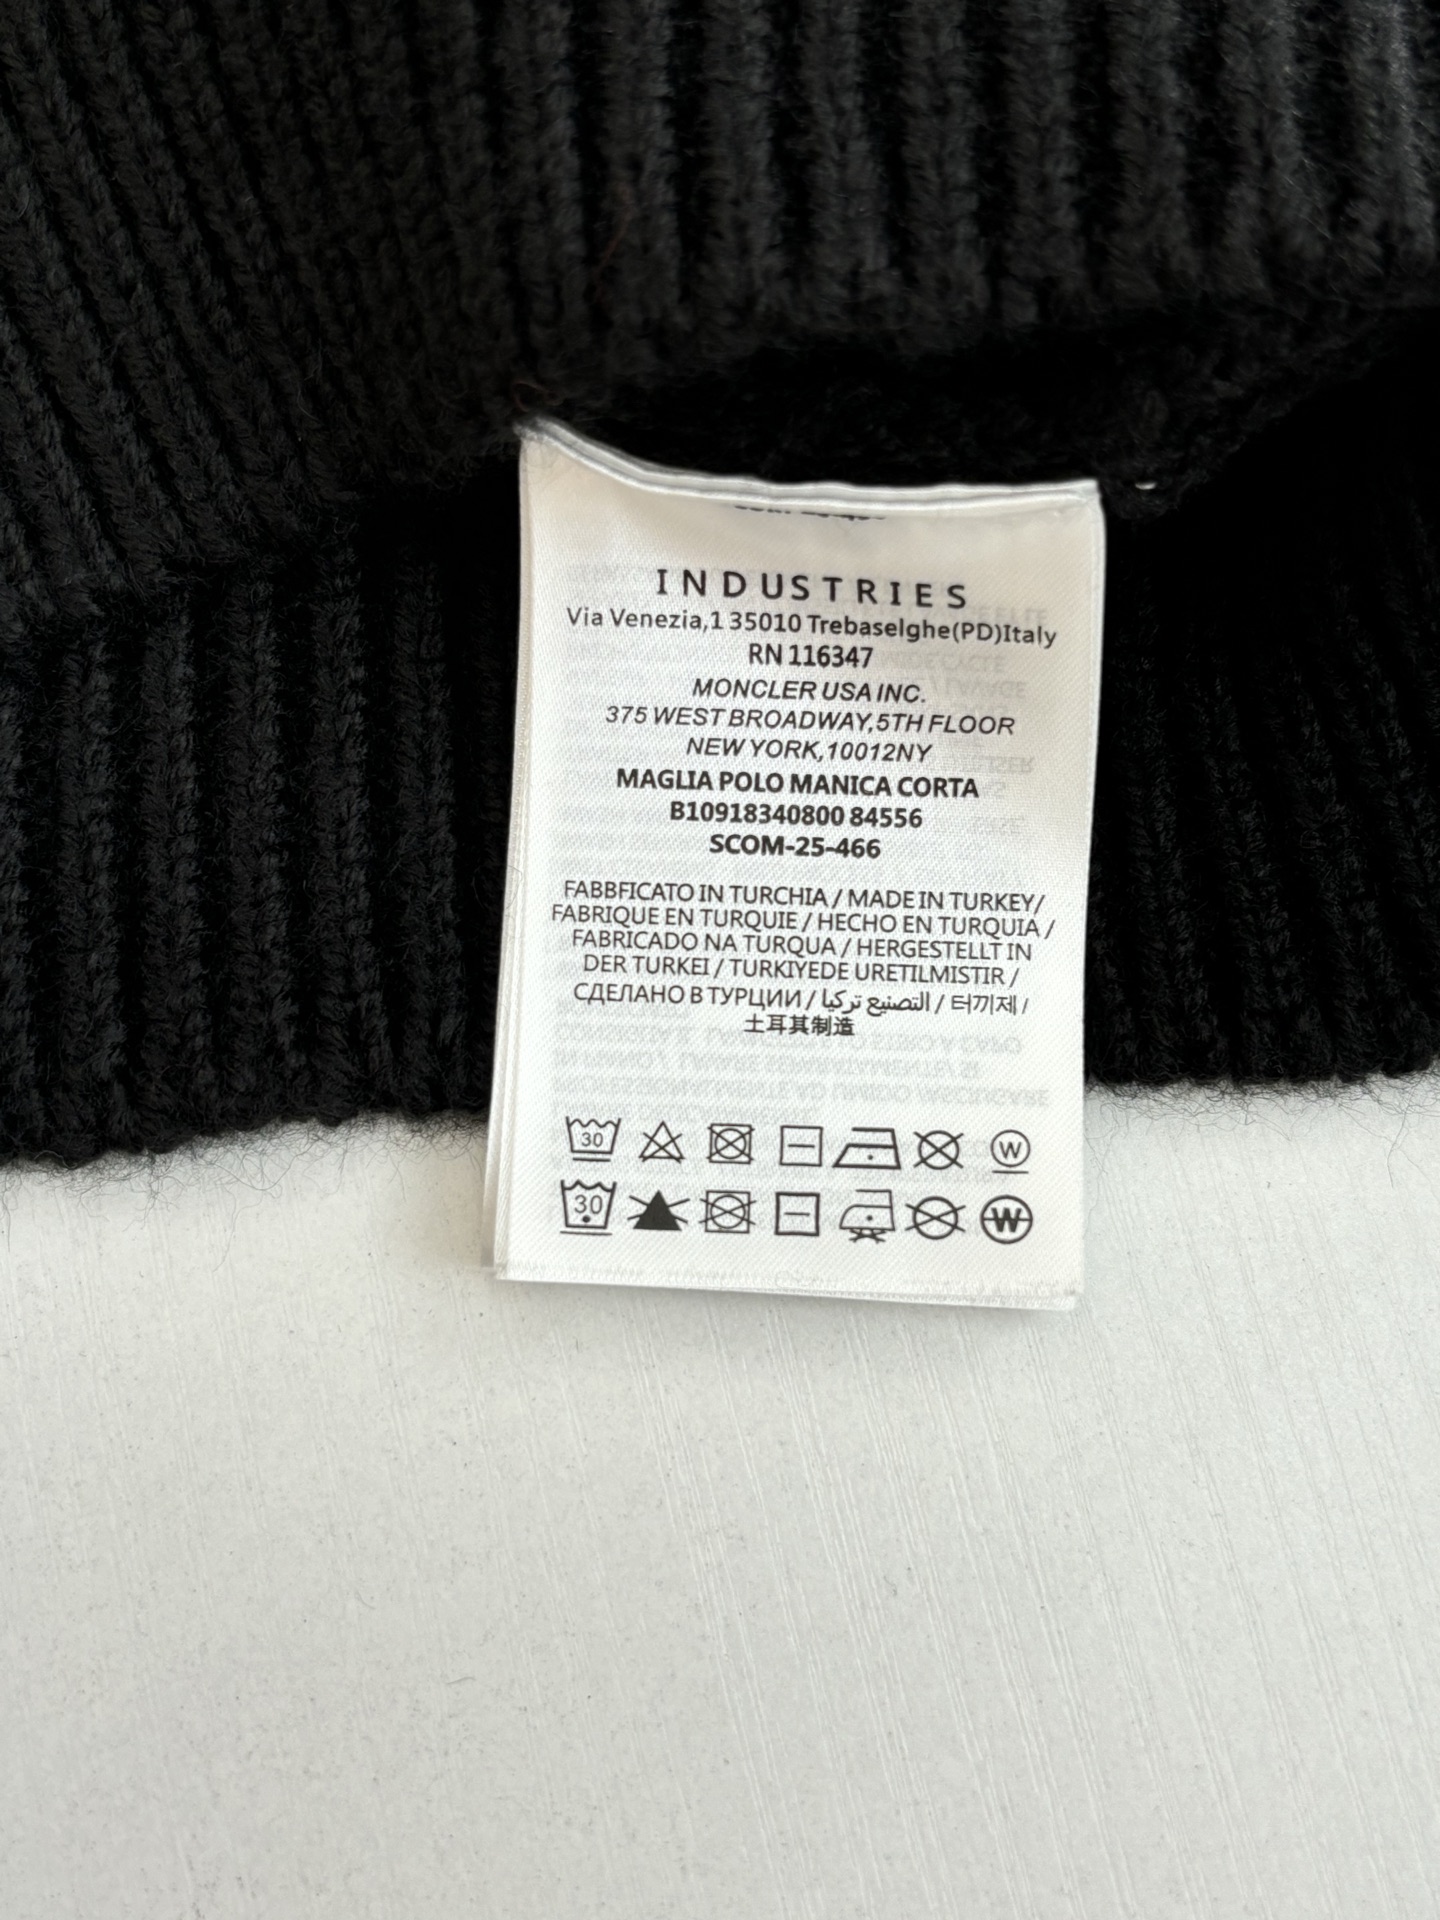 INDUSTRIES
Via Venezia,1 35010 Trebaselghe(PD)Italy
RN 116347
MONCLER USA INC.
375 WEST BROADWAY,5TH FLOOR
NEW YORK,10012NY
MAGLIA POLO MANICA CORTA
B10918340800 84556
SCOM-25-466
FABBFICATO IN TURCHIA / MADE IN TURKEY/
FABRIQUE EN TURQUIE / HECHO EN TURQUIA /
FABRICADO NA TURQUA / HERGESTELLT IN
DER TURKEI / TURKIYEDE URETILMISTIR /
СДЕЛАНО В ТУРЦИИ / التصنيع تركيا / 터끼제 /
土耳其制造
30 W
30 W